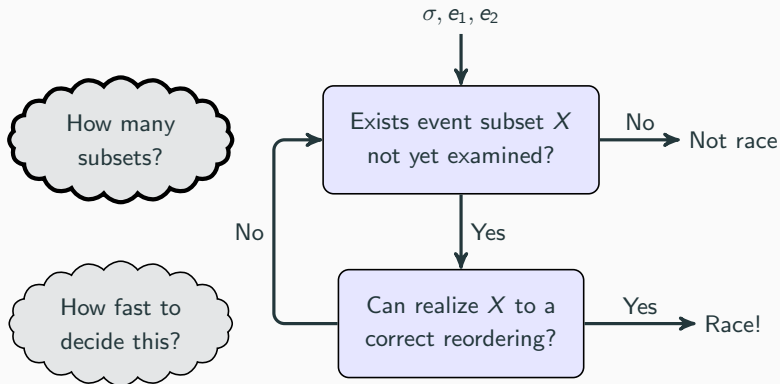 σ, e₁, e₂
How many
subsets?
Exists event subset X
not yet examined?
No
Not race
No
Yes
How fast to
decide this?
Can realize X to a
correct reordering?
Yes
Race!